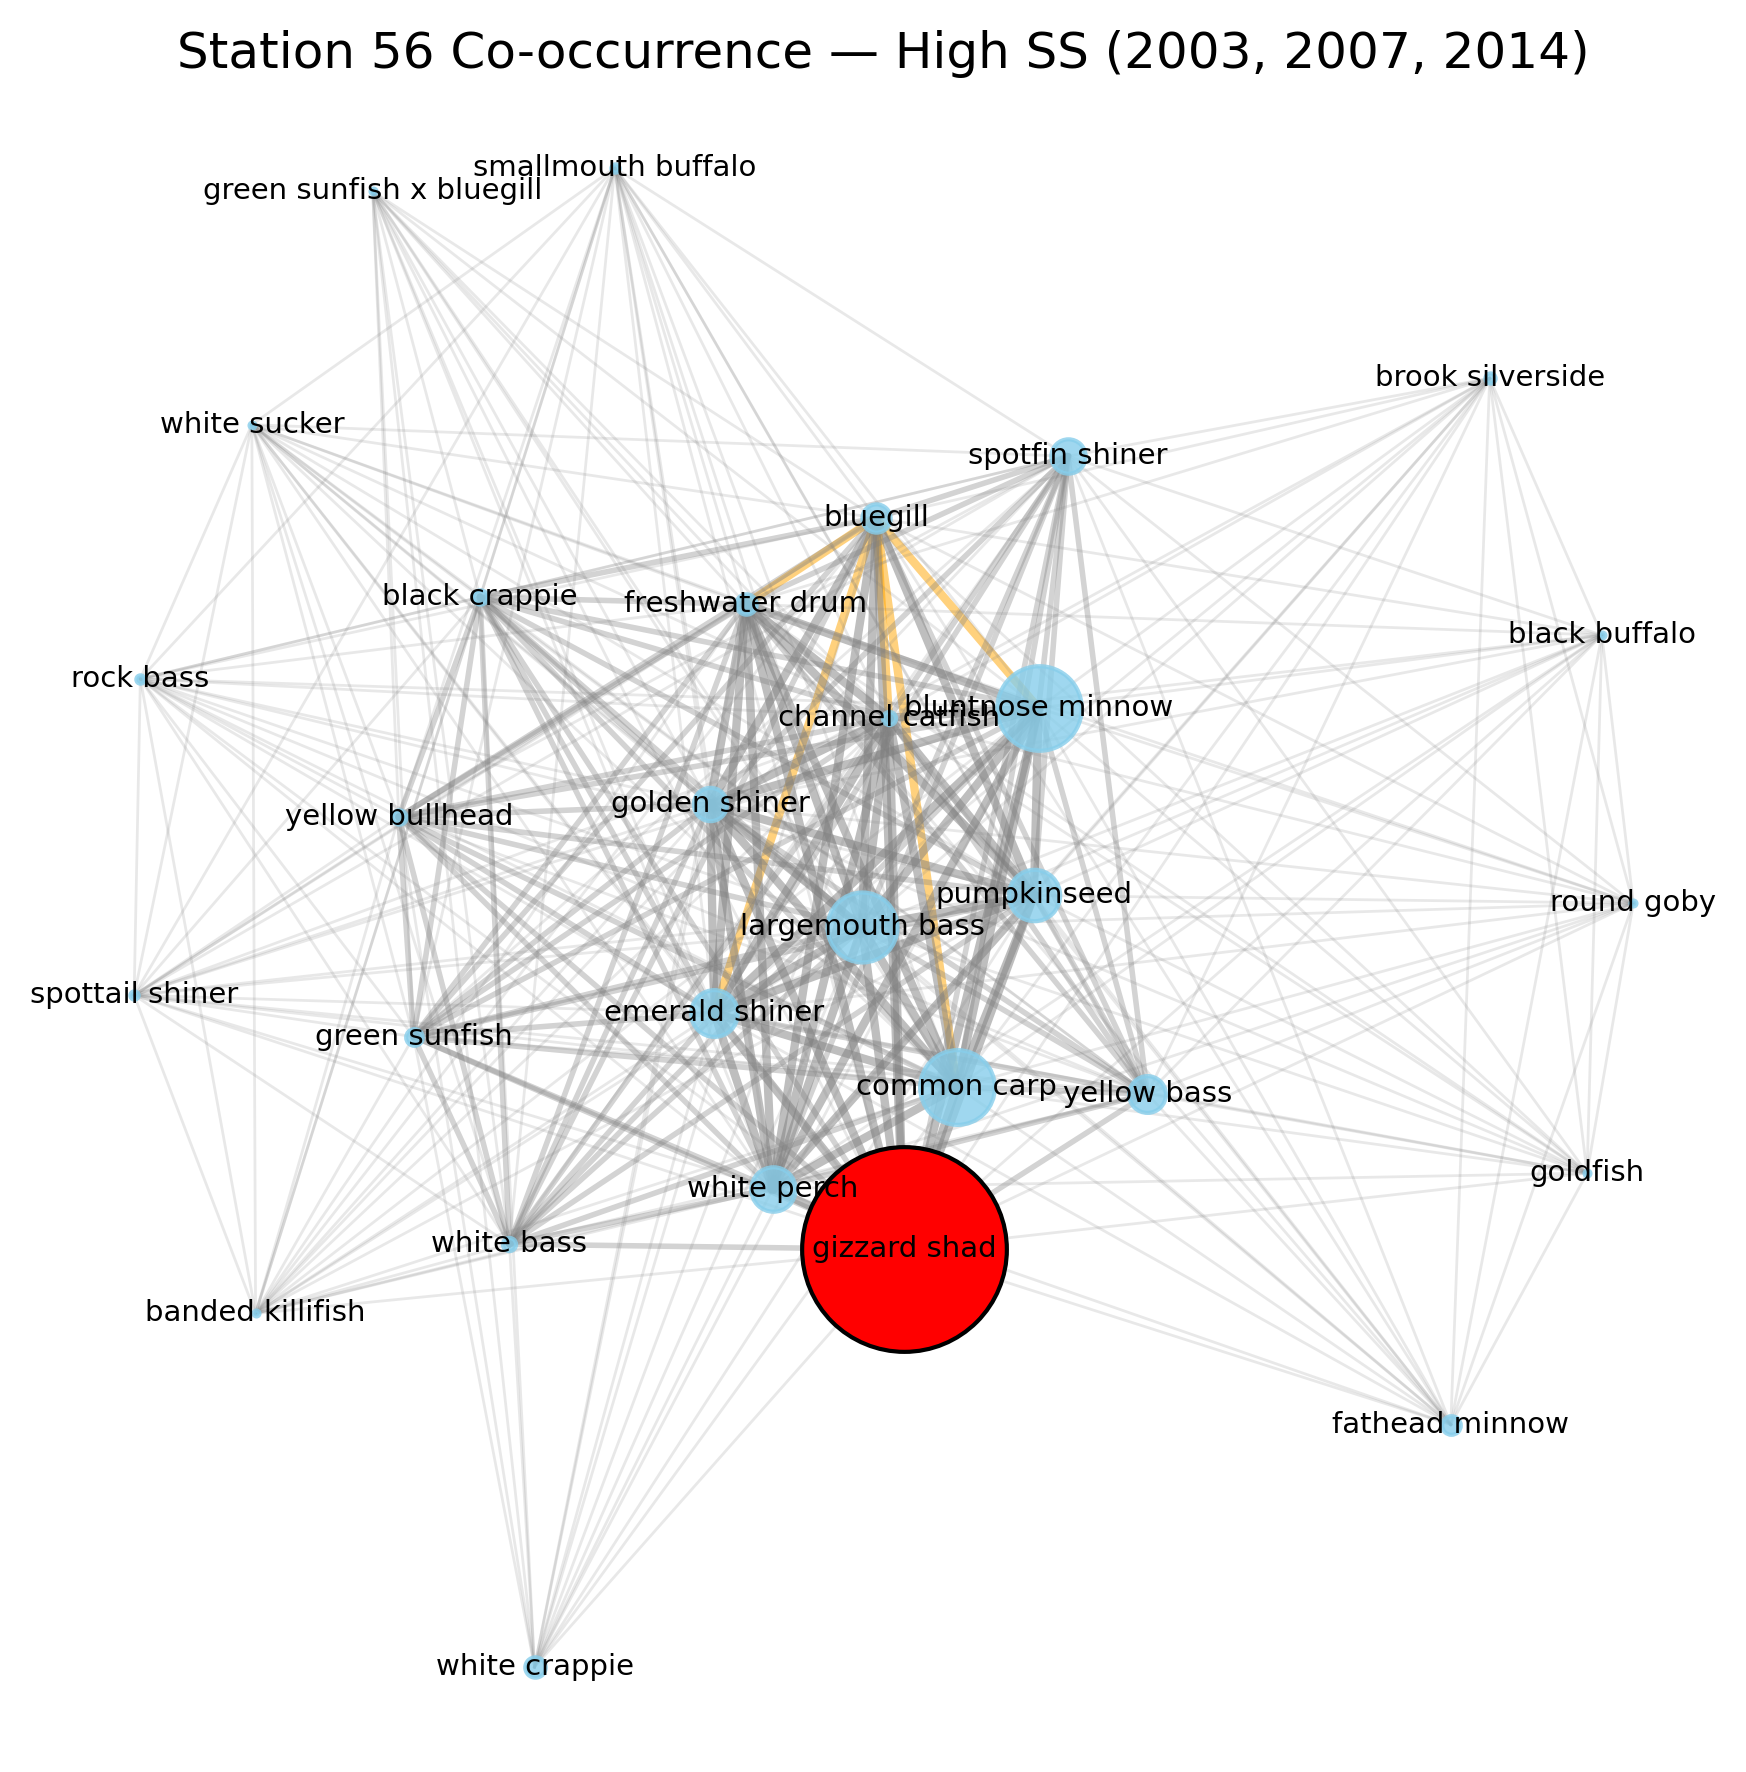 Station 56 Co-occurrence — High SS (2003, 2007, 2014)
smallmouth buffalo
green sunfish x bluegill
brook silverside
white sucker
spotfin shiner
bluegill
black crappie
freshwater drum
black buffalo
rock bass
bluntnose minnow
channel catfish
golden shiner
yellow bullhead
pumpkinseed
round goby
largemouth bass
spottail shiner
emerald shiner
green sunfish
common carp
yellow bass
goldfish
white perch
white bass
gizzard shad
banded killifish
fathead minnow
white crappie